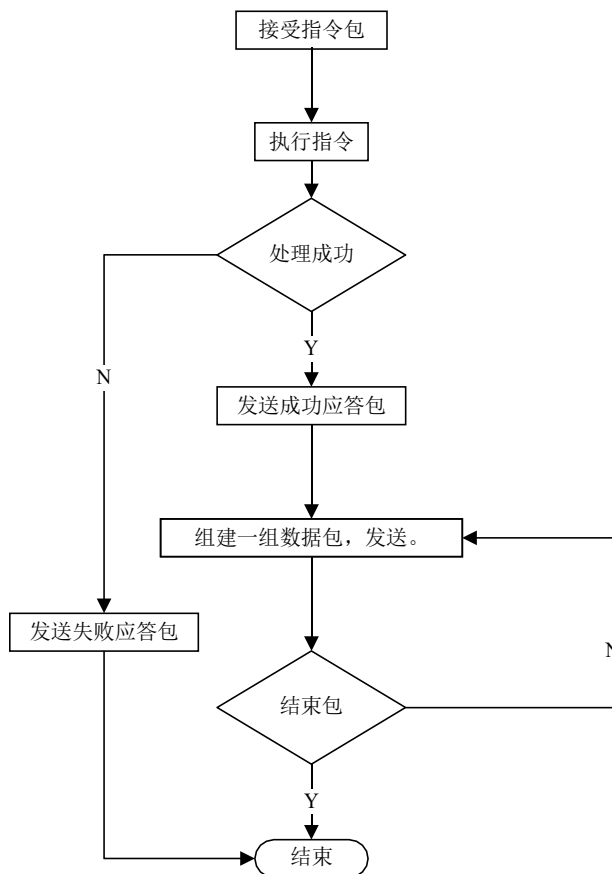 接受指令包
执行指令
处理成功
Y
N
发送成功应答包
组建一组数据包，发送。
发送失败应答包
N
结束包
Y
结束